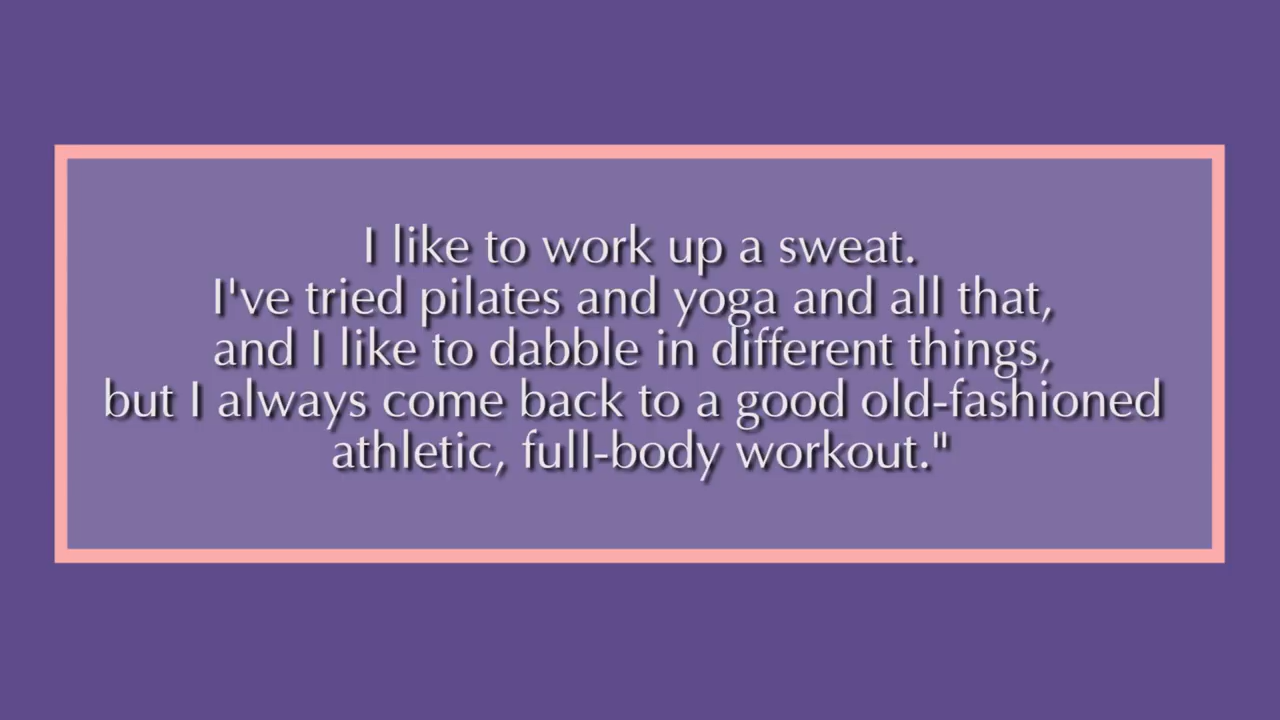 I like to work up a sweat.
I've tried pilates and yoga and all that,
and I like to dabble in different things,
but I always come back to a good old-fashioned
athletic, full-body workout."